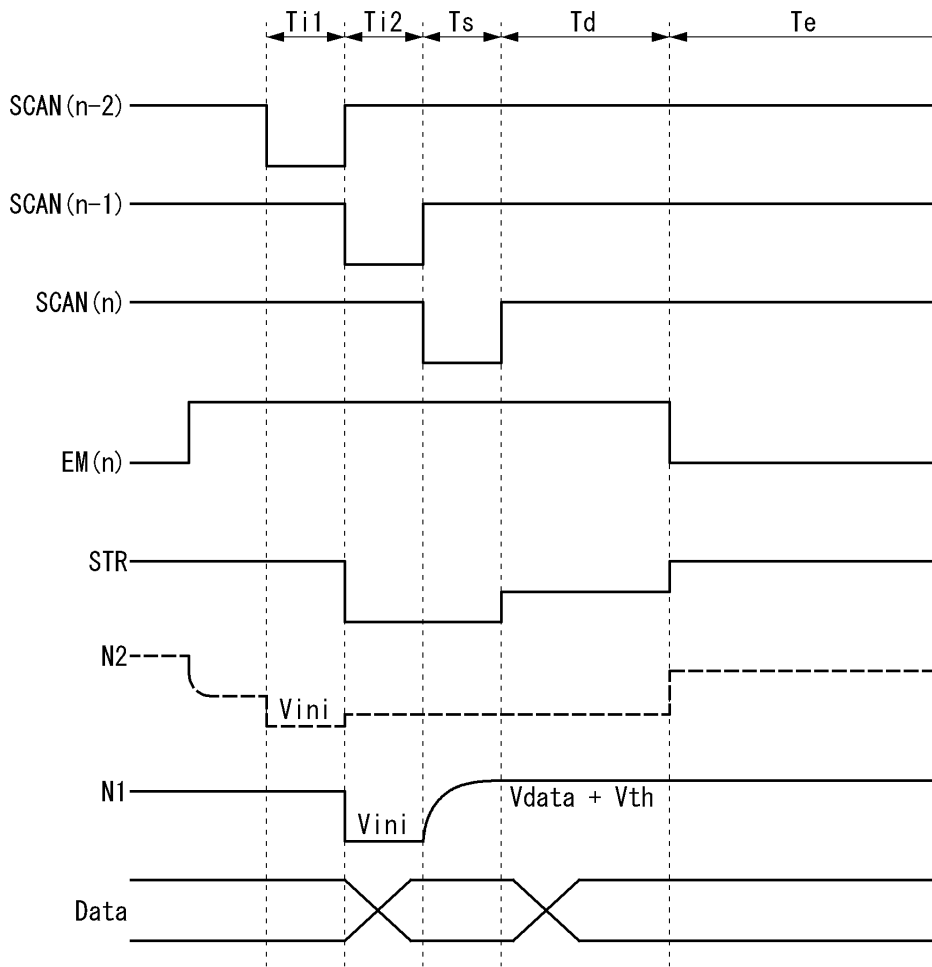 Ti1 Ti2 Ts Td Te
SCAN(n-2)
SCAN(n-1)
SCAN(n)
EM(n)
STR
N2
Vini
N1
Vdata + Vth
Vini
Data